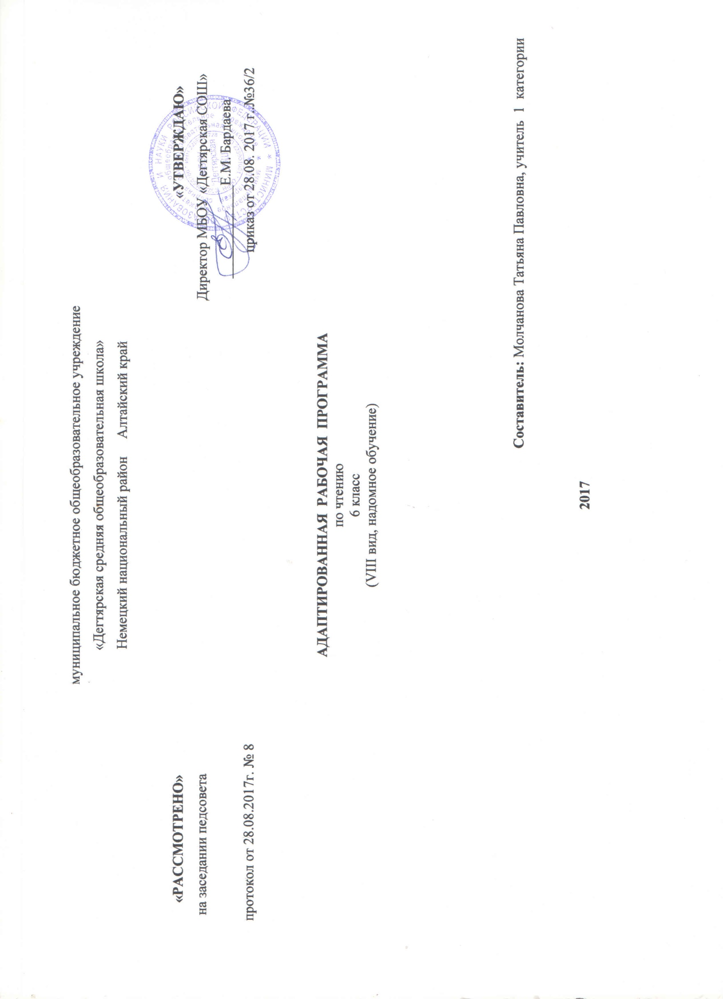 муниципальное бюджетное общеобразовательное учреждение
«Дегтярская средняя общеобразовательная школа»
Немецкий национальный район Алтайский край
«РАССМОТРЕНО»
на заседании педсовета
протокол от 28.08.2017г. № 8
«УТВЕРЖДАЮ»
Директор МБОУ «Дегтярская СОШ»
Е.М. Бардаева
приказ от 28.08. 2017 г. №36/2
АДАПТИРОВАННАЯ РАБОЧАЯ ПРОГРАММА
по чтению
6 класс
(VIII вид, надомное обучение)
Составитель: Молчанова Татьяна Павловна, учитель 1 категории
2017